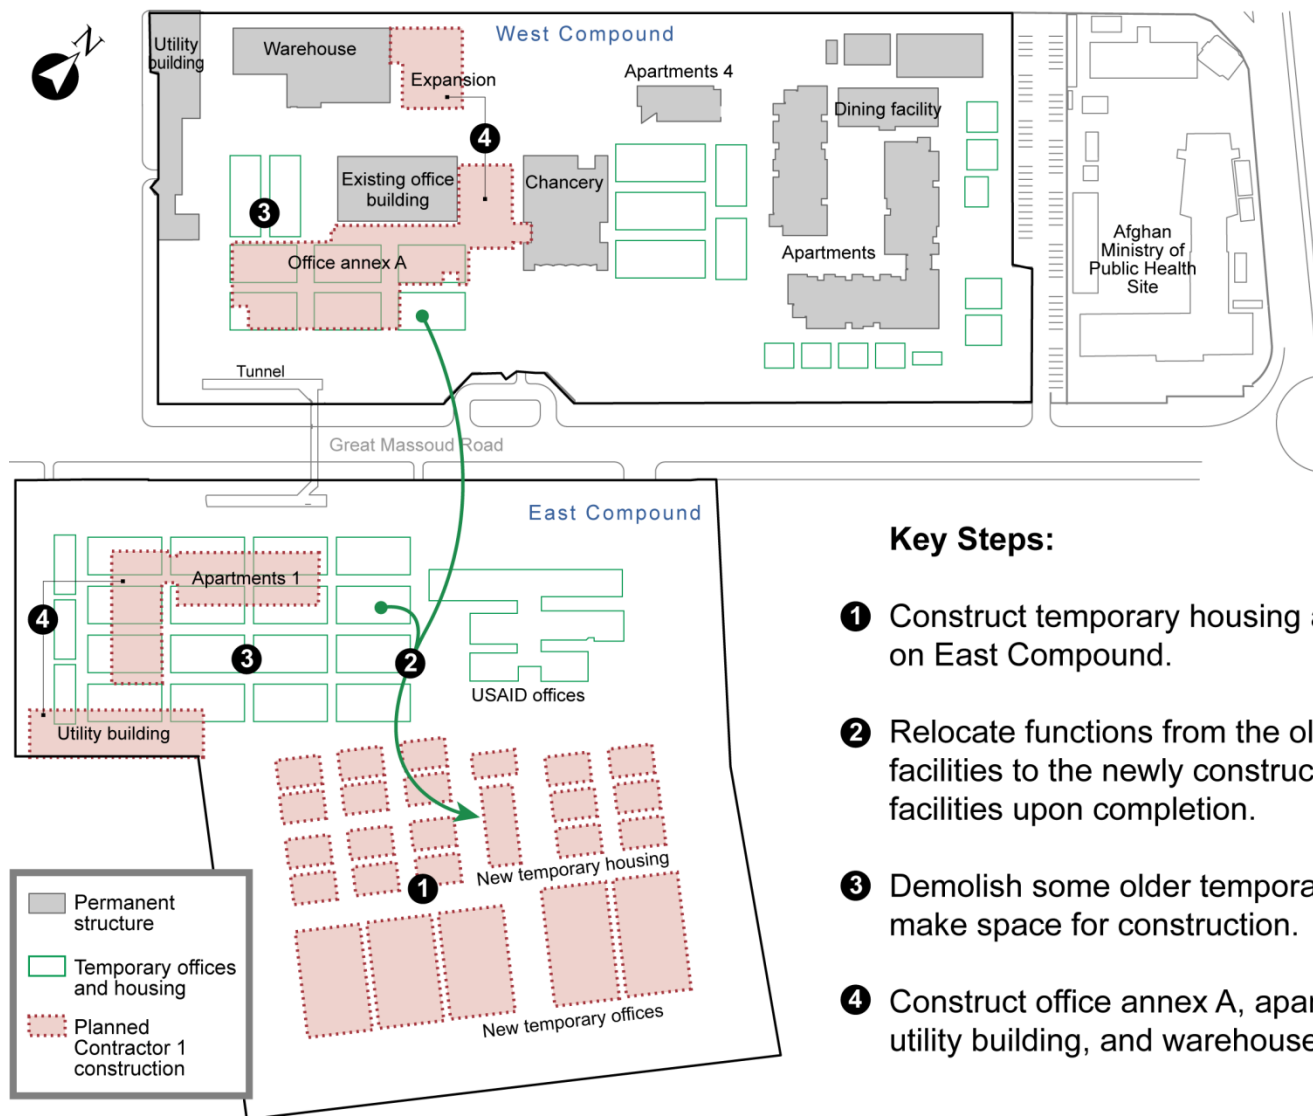 N
West Compound
Utility
building
Warehouse
Expansion
Apartments 4
Dining facility
4
Existing office
building
Chancery
3
Office annex A
Apartments
Afghan
Ministry of
Public Health
Site
Tunnel
Great Massoud Road
East Compound
Apartments 1
4
3
2
USAID offices
Utility building
New temporary housing
1
New temporary offices
Permanent
structure
Temporary offices
and housing
Planned
Contractor 1
construction
Key Steps:
1 Construct temporary housing
on East Compound.
2 Relocate functions from the
facilities to the newly
facilities upon completion.
3 Demolish some older
make space for construction.
4 Construct office annex A,
utility building, and warehouse